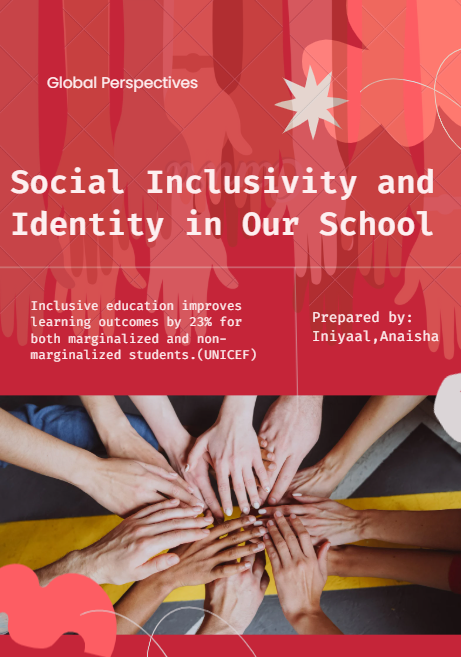 Global Perspectives
Social Inclusivity and
Identity in Our School
Inclusive education improves
learning outcomes by 23% for
both marginalized and non-
marginalized students.(UNICEF)
Prepared by:
Iniyaal,Anaisha